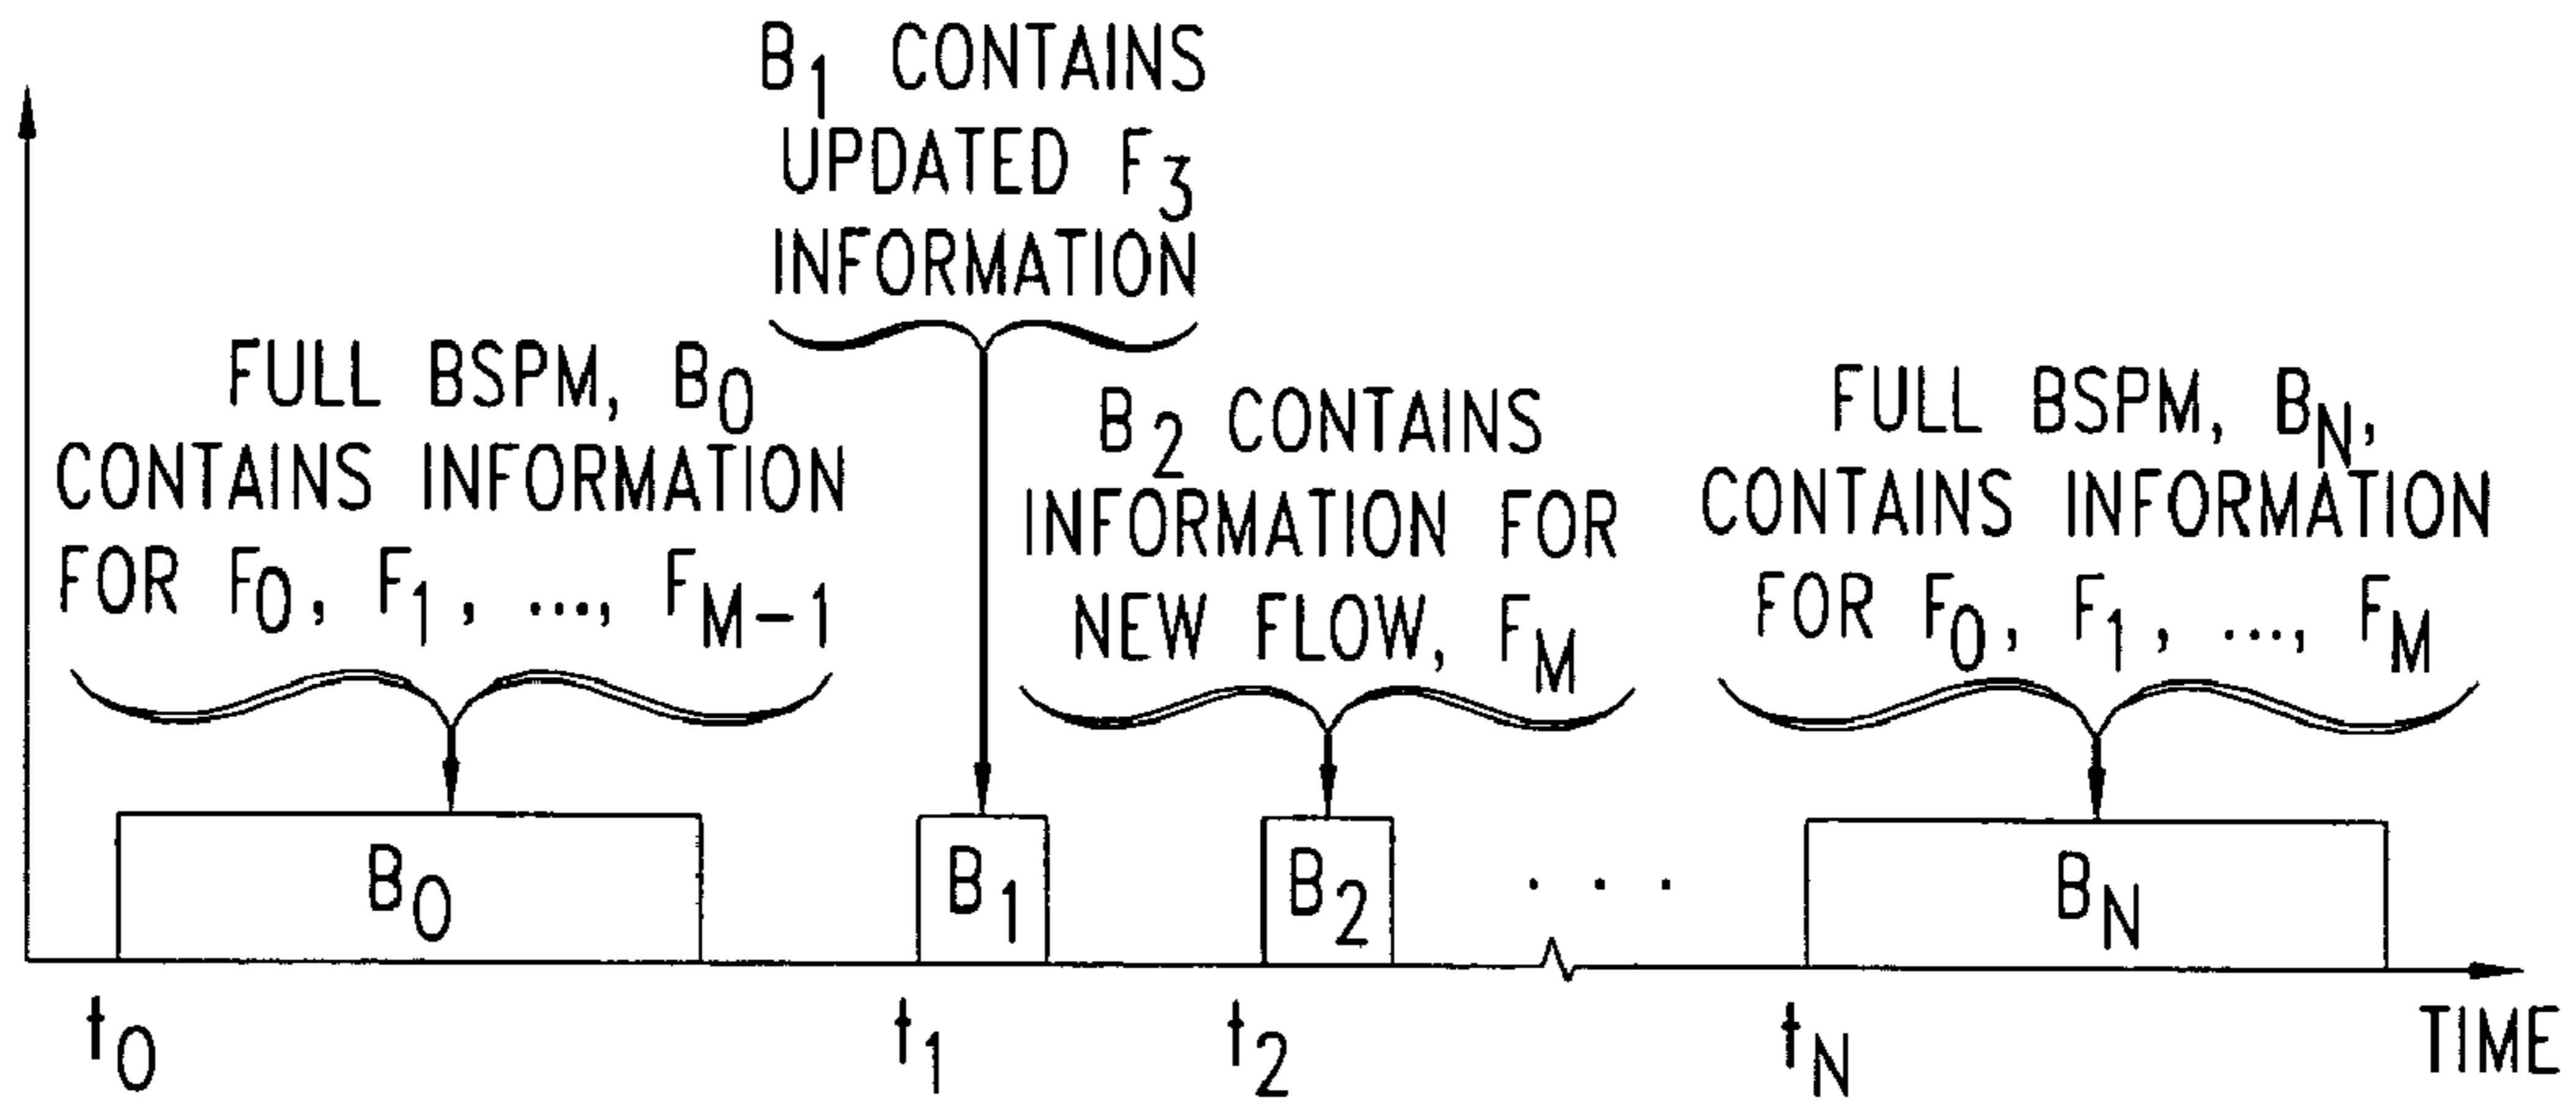 B1 CONTAINS
UPDATED F3
INFORMATION
FULL BSPM, B0
CONTAINS INFORMATION
FOR F0, F1, ..., FM-1
B2 CONTAINS
INFORMATION FOR
NEW FLOW, FM
FULL BSPM, BN,
CONTAINS INFORMATION
FOR F0, F1, ..., FM
B0
B1
B2
. . .
BN
t0
t1
t2
tN
TIME